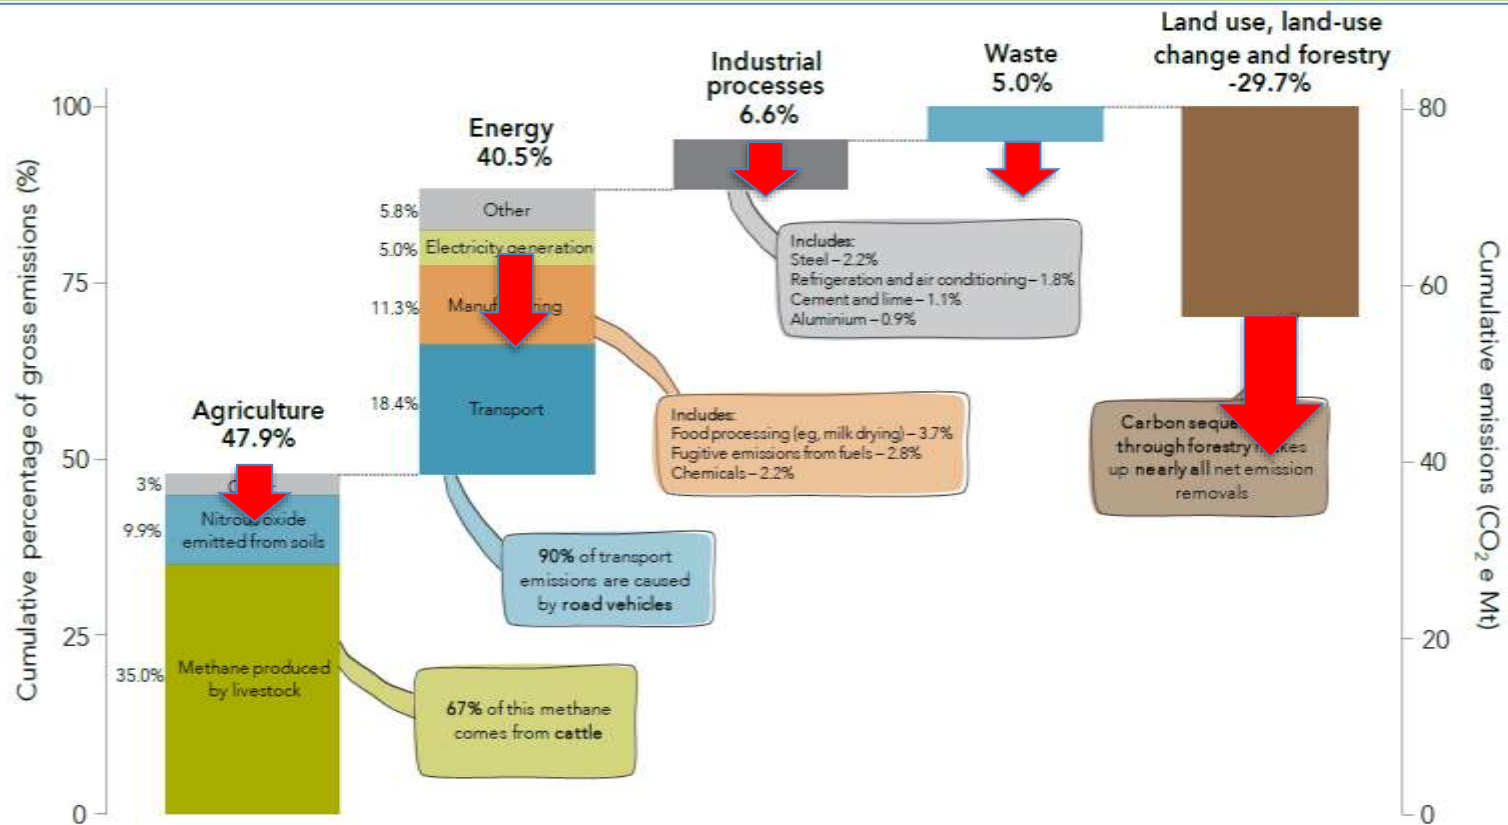 Land use, land-use
change and forestry
-29.7%
Waste
5.0%
Industrial
processes
6.6%
Energy
40.5%
Agriculture
47.9%
Cumulative percentage of gross emissions (%)
100
75
50
25
0
Cumulative emissions (CO₂ e Mt)
80
60
40
20
0
5.8%
Other
5.0%
Electricity generation
11.3%
18.4%
Transport
3%
9.9%
Nitrous oxide
emitted from soils
35.0%
Methane produced
by livestock
Includes:
Steel – 2.2%
Refrigeration and air conditioning – 1.8%
Cement and lime – 1.1%
Aluminium – 0.9%
Includes:
Food processing (eg, milk drying) – 3.7%
Fugitive emissions from fuels – 2.8%
Chemicals – 2.2%
Carbon
through forestry
up nearly all net emission
removals
90% of transport
emissions are caused
by road vehicles
67% of this methane
comes from cattle